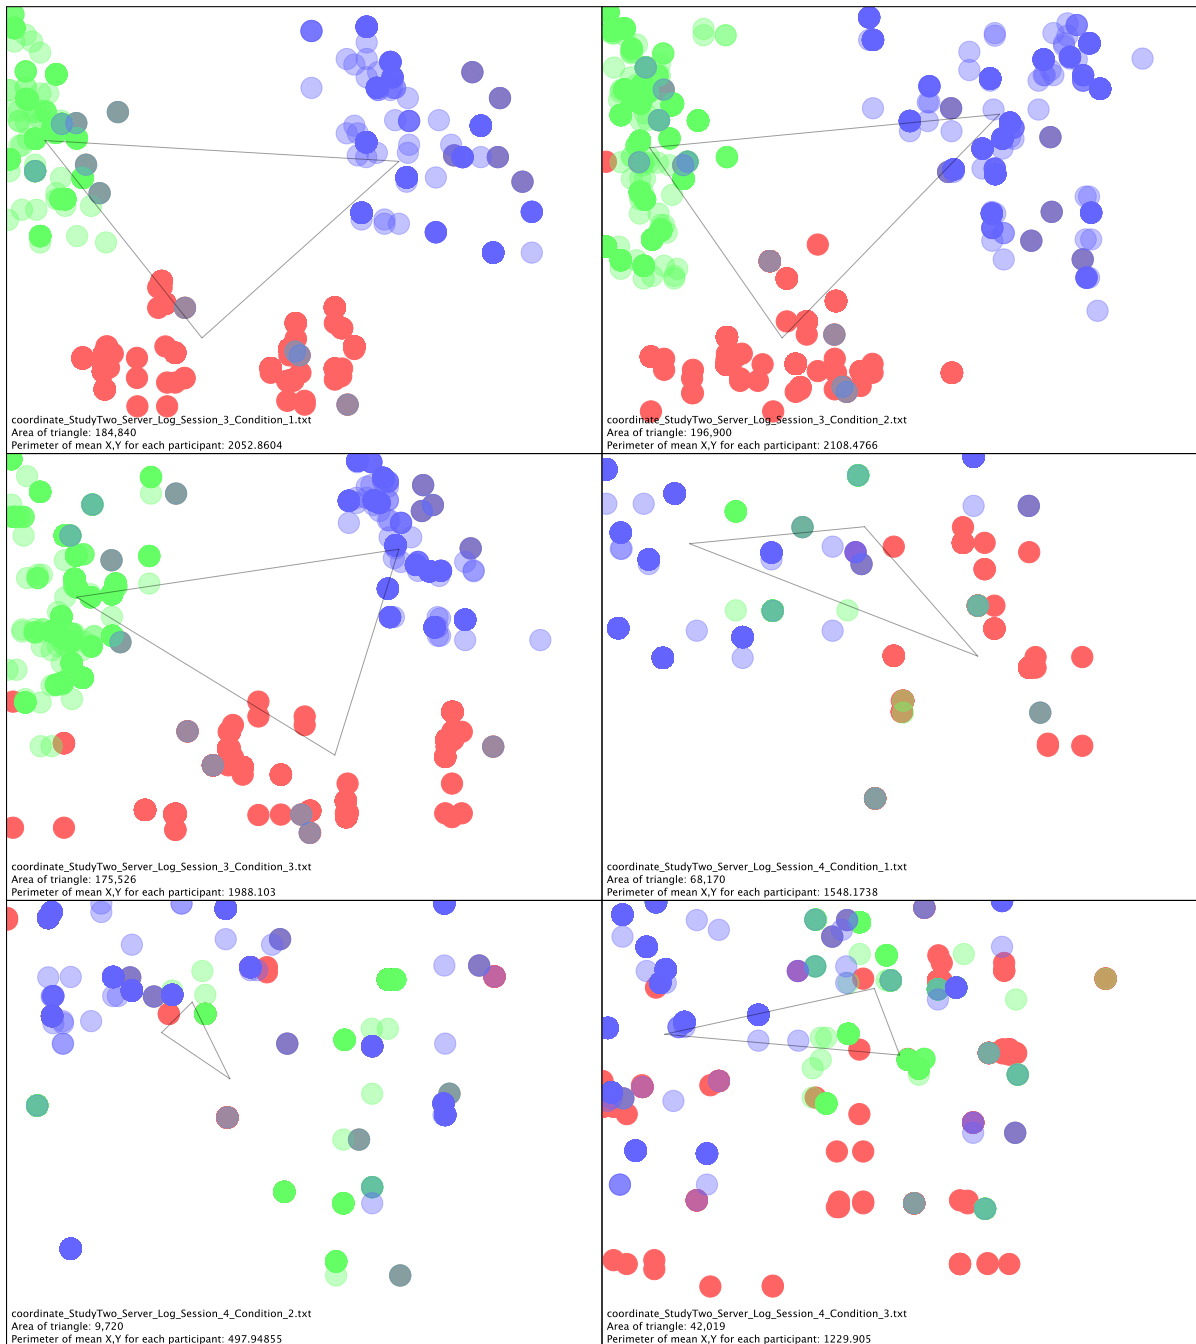 coordinate_StudyTwo_Server_Log_Session_3_Condition_1.txt
Area of triangle: 184,840
Perimeter of mean X,Y for each participant: 2052.8604
coordinate_StudyTwo_Server_Log_Session_3_Condition_2.txt
Area of triangle: 196,900
Perimeter of mean X,Y for each participant: 2108.4766
coordinate_StudyTwo_Server_Log_Session_3_Condition_3.txt
Area of triangle: 175,526
Perimeter of mean X,Y for each participant: 1988.103
coordinate_StudyTwo_Server_Log_Session_4_Condition_1.txt
Area of triangle: 68,170
Perimeter of mean X,Y for each participant: 1548.1738
coordinate_StudyTwo_Server_Log_Session_4_Condition_2.txt
Area of triangle: 9,720
Perimeter of mean X,Y for each participant: 497.94855
coordinate_StudyTwo_Server_Log_Session_4_Condition_3.txt
Area of triangle: 42,019
Perimeter of mean X,Y for each participant: 1229.905